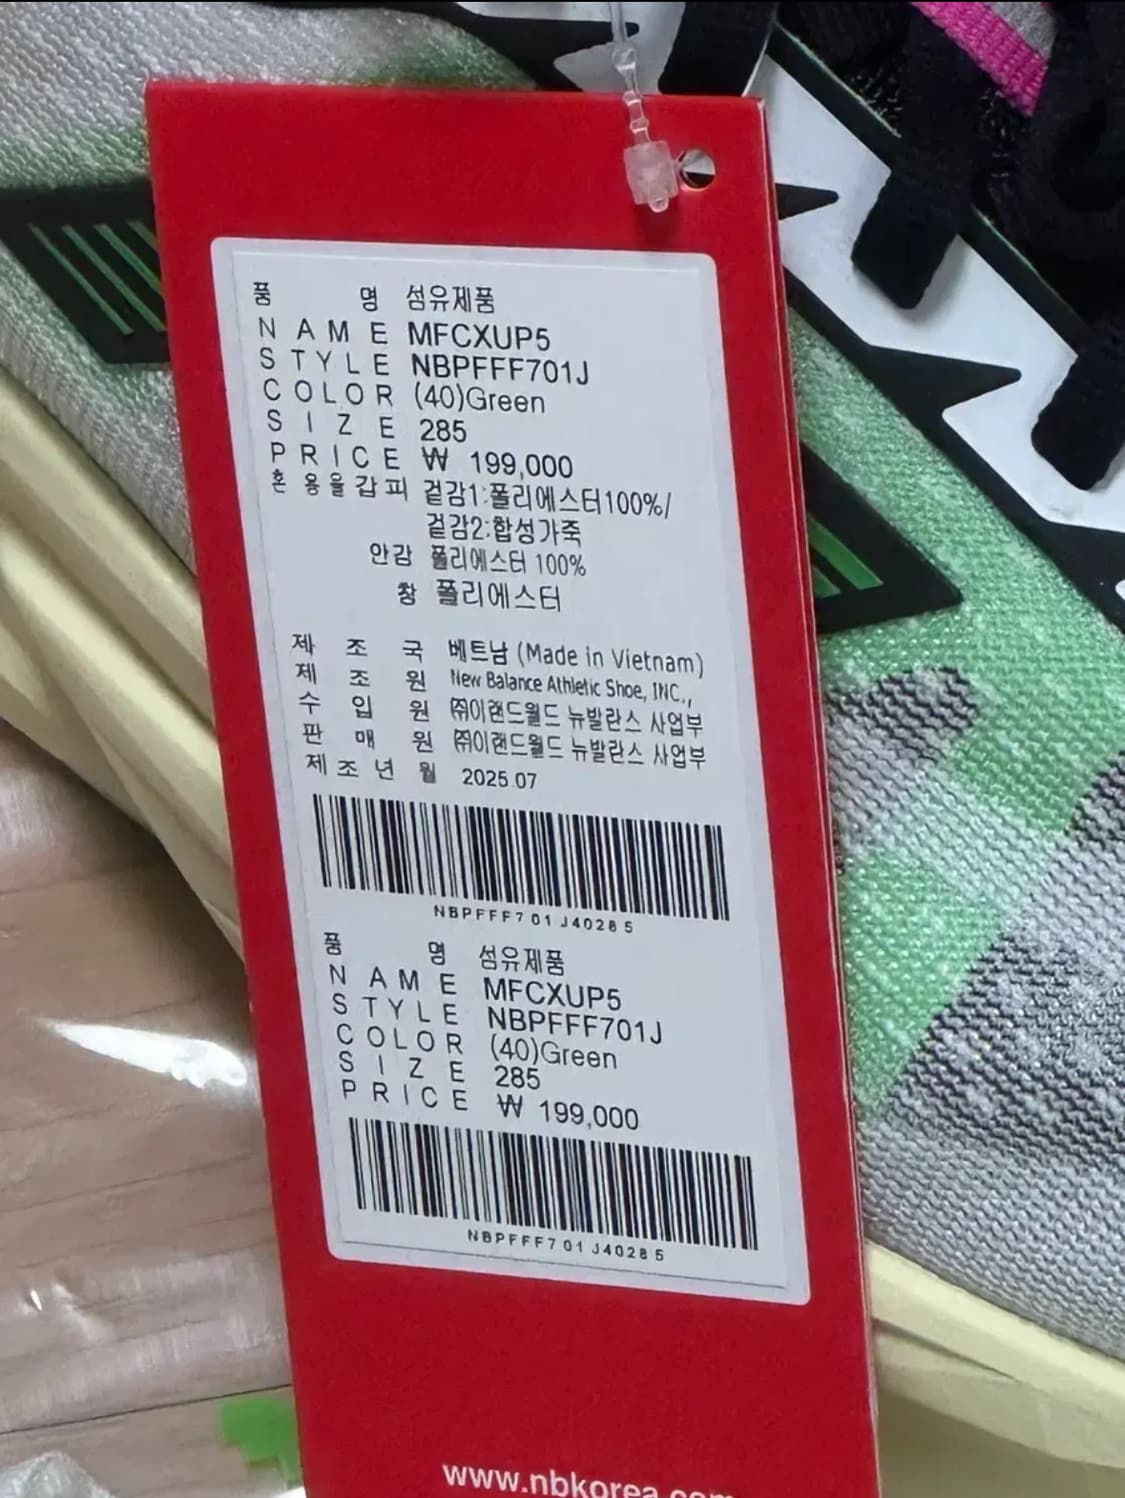 품 명 섬유제품
NAME MFCXUP5
STYLE NBPFFF701J
COLOR (40)Green
SIZE 285
PRICE ₩ 199,000
혼용율갑피 겉감1:폴리에스터100%/
겉감2:합성가죽
안감 폴리에스터 100%
창 폴리에스터
제조국 베트남 (Made in Vietnam)
제조원 New Balance Athletic Shoe, INC.,
수입원 ㈜이랜드월드 뉴발란스 사업부
판매원 ㈜이랜드월드 뉴발란스 사업부
제조년월 2025.07
NBPFFF701J40285
품 명 섬유제품
NAME MFCXUP5
STYLE NBPFFF701J
COLOR (40)Green
SIZE 285
PRICE ₩ 199,000
NBPFFF701J40285
www.nbkorea.com